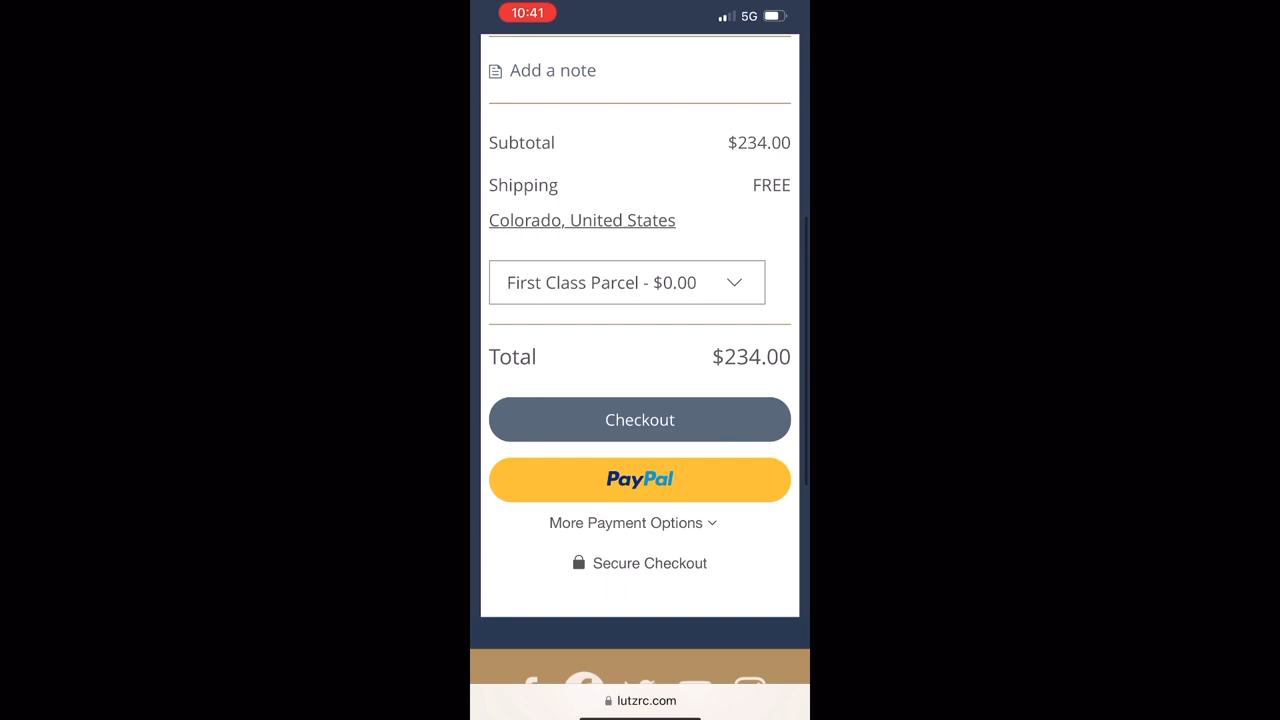 10:41 5G
Add a note
Subtotal $234.00
Shipping FREE
Colorado, United States
First Class Parcel - $0.00
Total $234.00
Checkout
PayPal
More Payment Options
Secure Checkout
lutzrc.com